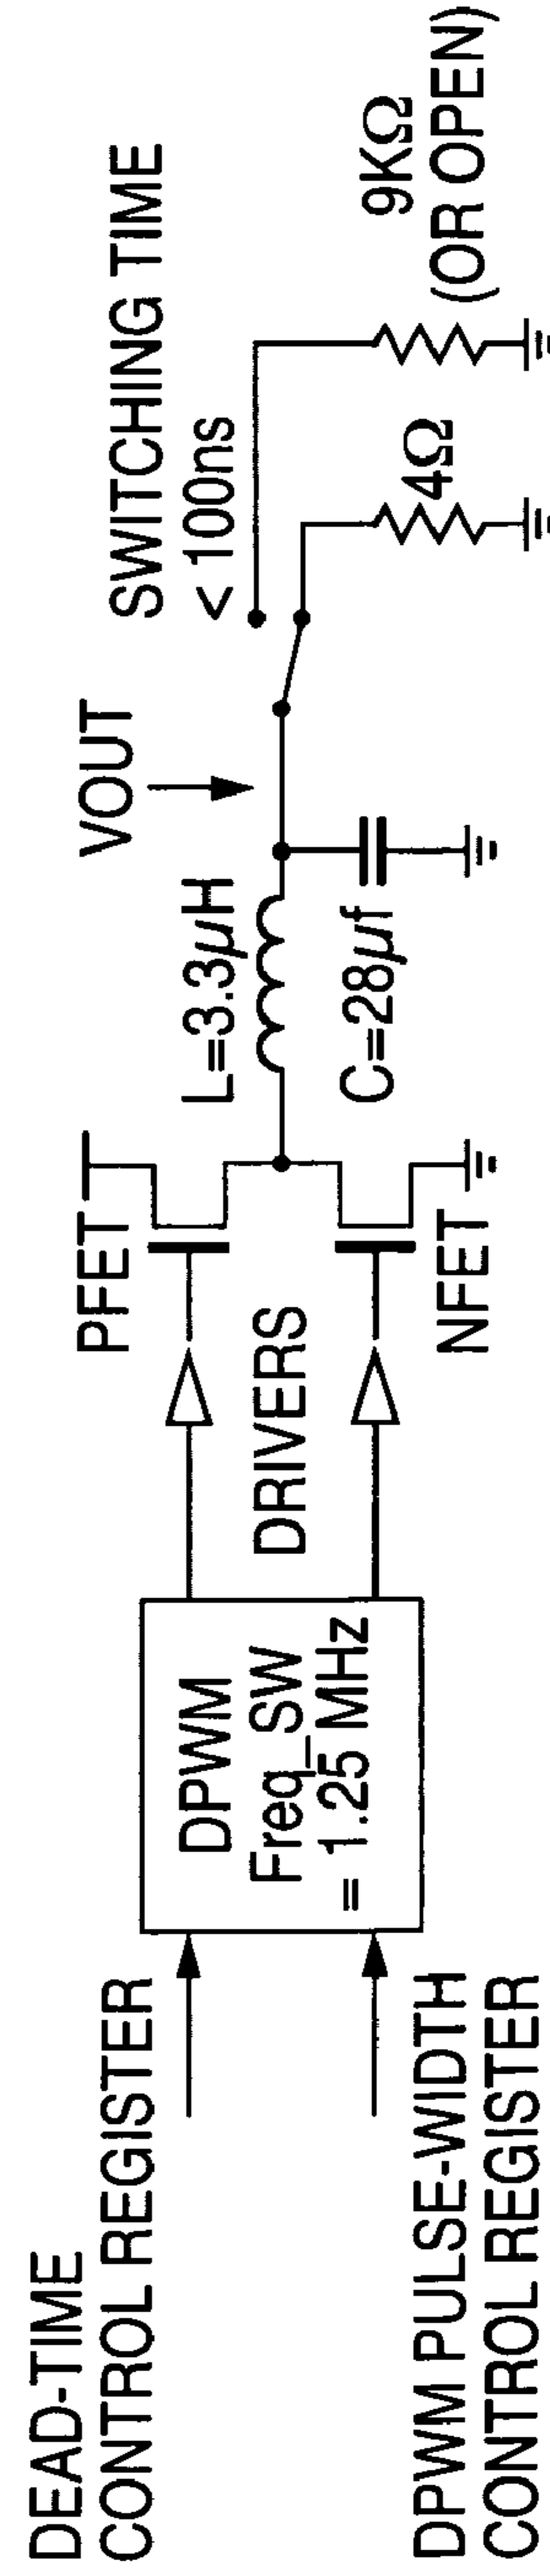 DEAD-TIME
CONTROL REGISTER
DPWM PULSE-WIDTH
CONTROL REGISTER
DPWM
Freq_SW
= 1.25 MHz
DRIVERS
PFET
NFET
L=3.3μH
C=28μf
VOUT
SWITCHING TIME
< 100ns
4Ω
9KΩ
(OR OPEN)